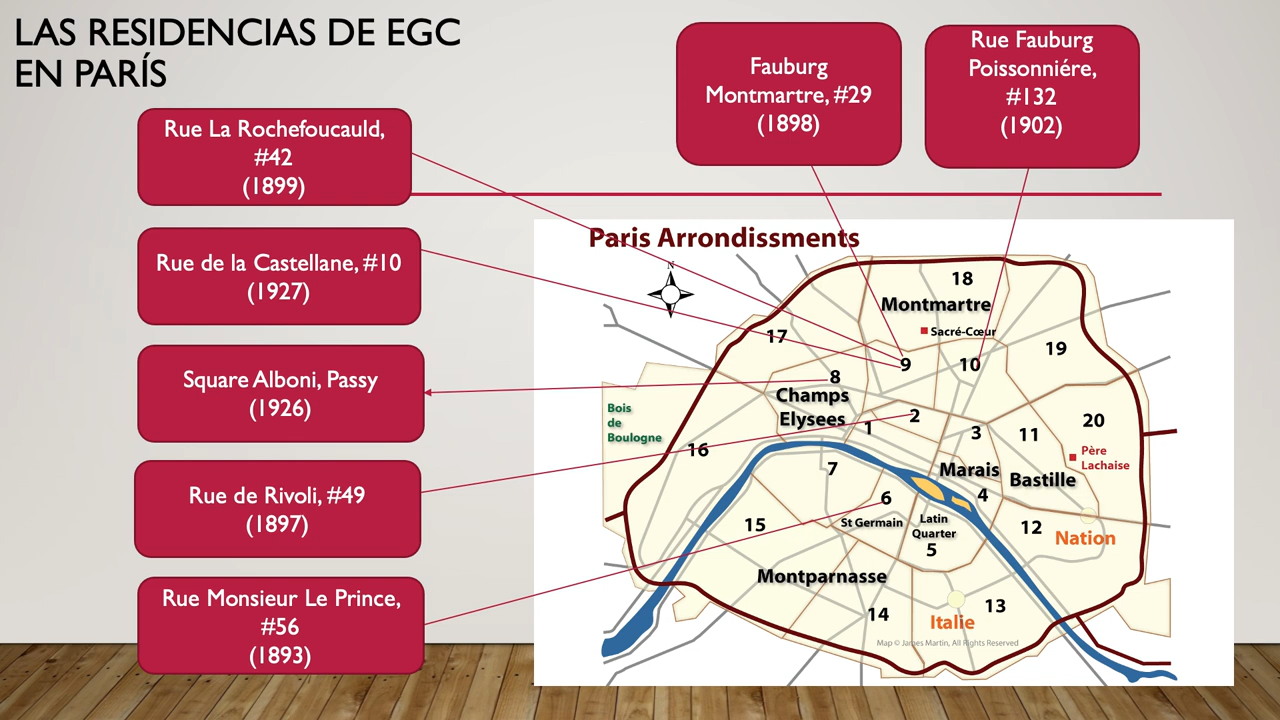 LAS RESIDENCIAS DE EGC
EN PARÍS
Fauburg
Montmartre, #29
(1898)
Rue Fauburg
Poissonniére,
#132
(1902)
Rue La Rochefoucauld,
#42
(1899)
Rue de la Castellane, #10
(1927)
Square Alboni, Passy
(1926)
Rue de Rivoli, #49
(1897)
Rue Monsieur Le Prince,
#56
(1893)
Paris Arrondissments
N
18
Montmartre
Sacré-Cœur
17
19
9
10
8
Champs
Elysees
Bois
de
Boulogne
1
2
3
11
20
16
7
Marais
Bastille
Père
Lachaise
4
6
St Germain
Latin
Quarter
5
15
12
Nation
Montparnasse
14
13
Italie
Map © James Martin, All Rights Reserved